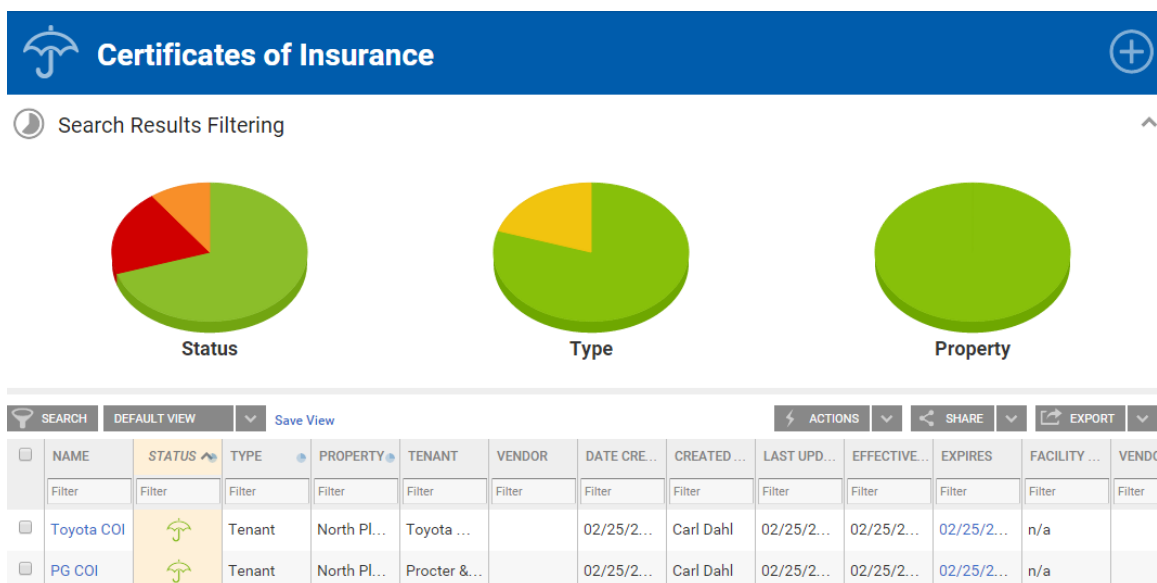 Certificates of Insurance
Search Results Filtering
Status Type Property
SEARCH DEFAULT VIEW Save View ACTIONS SHARE EXPORT
NAME STATUS TYPE PROPERTY TENANT VENDOR DATE CRE... CREATED ... LAST UPD... EFFECTIVE... EXPIRES FACILITY ... VENDO
Filter Filter Filter Filter Filter Filter Filter Filter Filter Filter Filter Filter Filter
Toyota COI Tenant North Pl... Toyota ... 02/25/2... Carl Dahl 02/25/2... 02/25/2... 02/25/2... n/a
PG COI Tenant North Pl... Procter &... 02/25/2... Carl Dahl 02/25/2... 02/25/2... 02/25/2... n/a